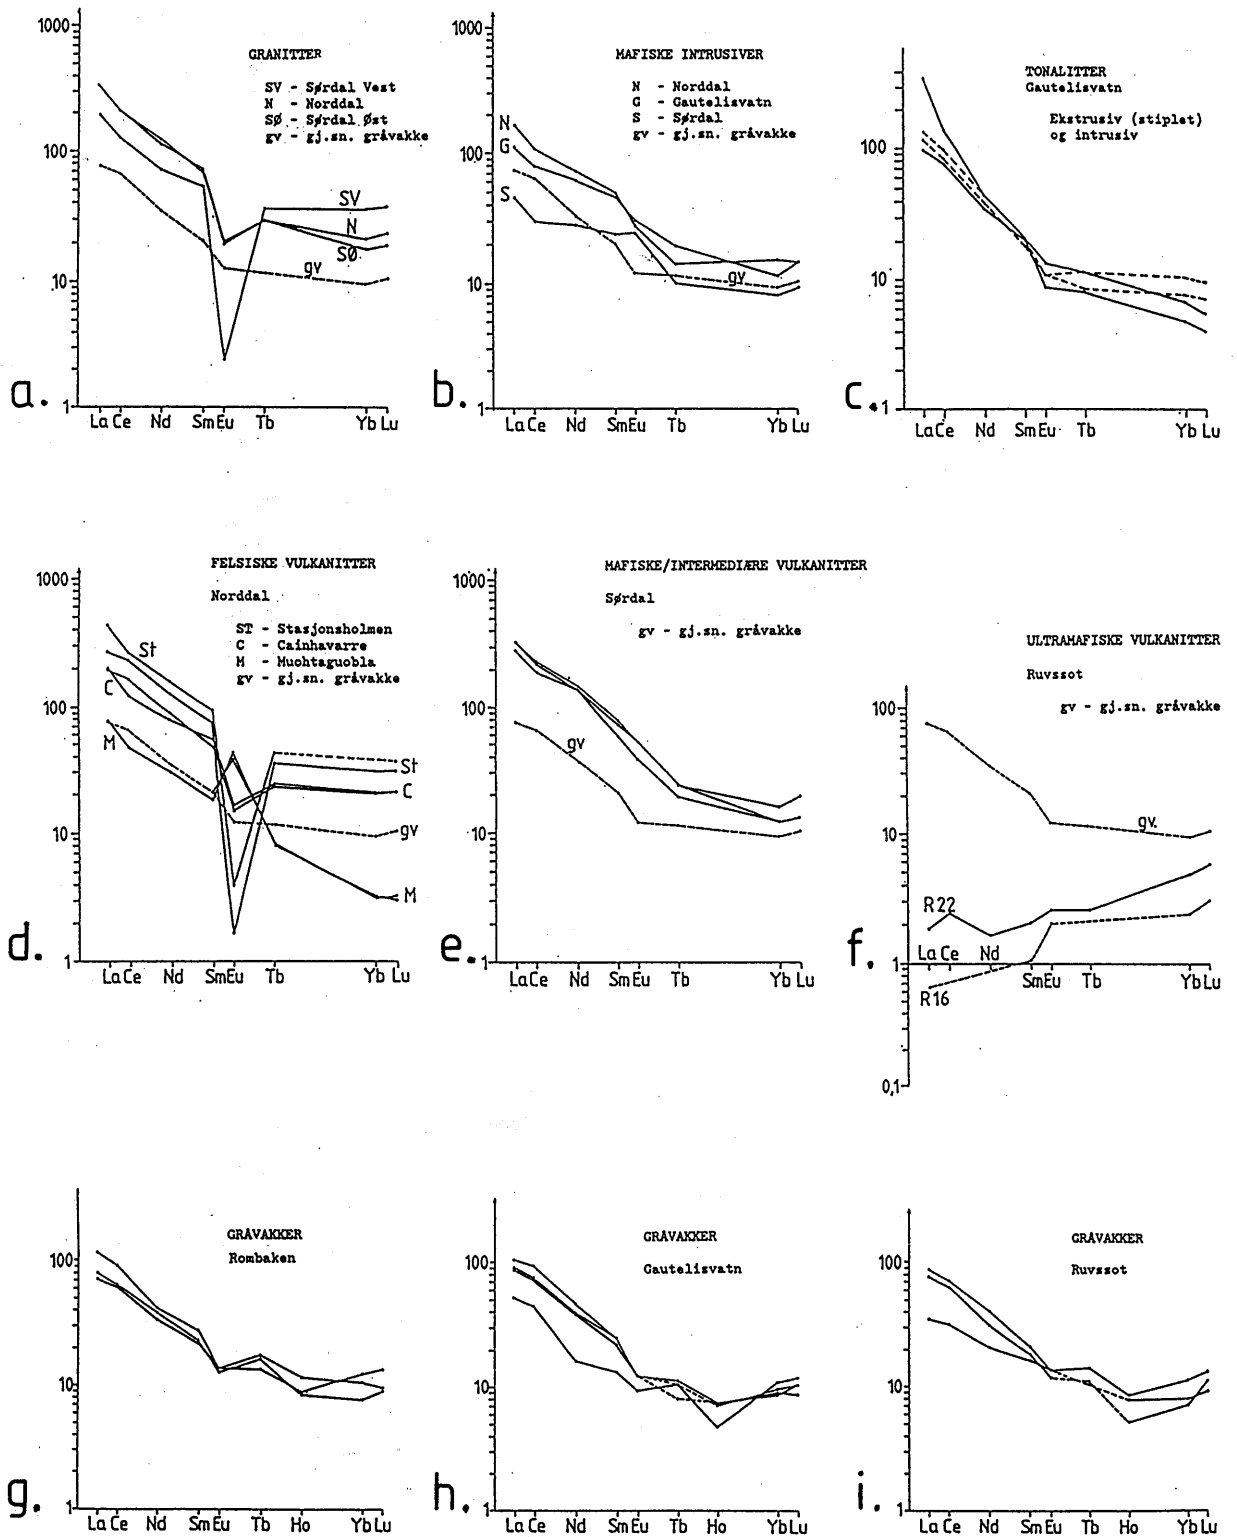 GRANITTER
SV - Sørdal Vest
N - Norddal
SØ - Sørdal Øst
gv - gj.sn. gråvakke
1000
100
10
1
SV
N
SØ
gv
a.
La Ce Nd Sm Eu Tb Yb Lu
MAFISKE INTRUSIVER
N - Norddal
G - Gautelisvatn
S - Sørdal
gv - gj.sn. gråvakke
1000
100
10
1
N
G
S
gv
b.
La Ce Nd Sm Eu Tb Yb Lu
TONALITTER
Gautelisvatn
Ekstrusiv (stiplet)
og intrusiv
100
10
1
c.
La Ce Nd Sm Eu Tb Yb Lu
FELSISKE VULKANITTER
Norddal
ST - Stasjonsholmen
C - Cainhavarre
M - Muohtaguobla
gv - gj.sn. gråvakke
1000
100
10
1
St
C
M
St
C
gv
M
d.
La Ce Nd Sm Eu Tb Yb Lu
MAFISKE/INTERMEDIÆRE VULKANITTER
Sørdal
gv - gj.sn. gråvakke
1000
100
10
1
gv
e.
La Ce Nd Sm Eu Tb Yb Lu
ULTRAMAFISKE VULKANITTER
Ruvssot
gv - gj.sn. gråvakke
100
10
1
0,1
gv
R22
R16
f.
La Ce Nd Sm Eu Tb Yb Lu
GRÅVAKKER
Rombaken
100
10
1
g.
La Ce Nd Sm Eu Tb Ho Yb Lu
GRÅVAKKER
Gautelisvatn
100
10
1
h.
La Ce Nd Sm Eu Tb Ho Yb Lu
GRÅVAKKER
Ruvssot
100
10
1
i.
La Ce Nd Sm Eu Tb Ho Yb Lu